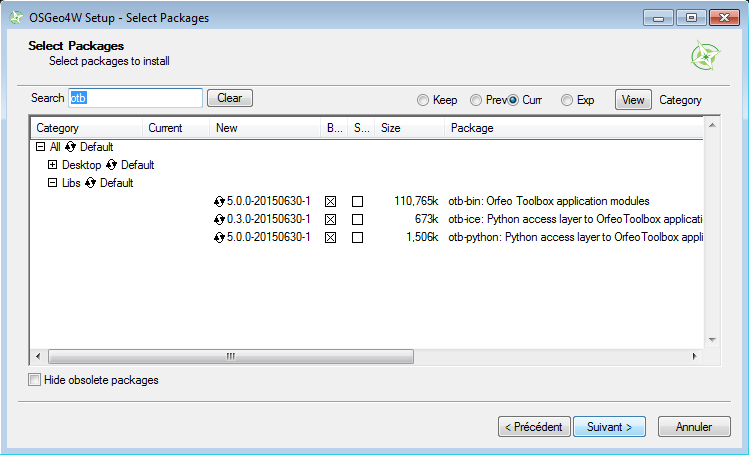 OSGeo4W Setup - Select Packages
Select Packages
Select packages to install
Search otb Clear Keep Prev Curr Exp View Category
Category Current New B... S... Size Package
All Default
Desktop Default
Libs Default
5.0.0-20150630-1 110,765k otb-bin: Orfeo Toolbox application modules
0.3.0-20150630-1 673k otb-ice: Python access layer to OrfeoToolbox applicati
5.0.0-20150630-1 1,506k otb-python: Python access layer to OrfeoToolbox appli
Hide obsolete packages
< Précédent Suivant > Annuler